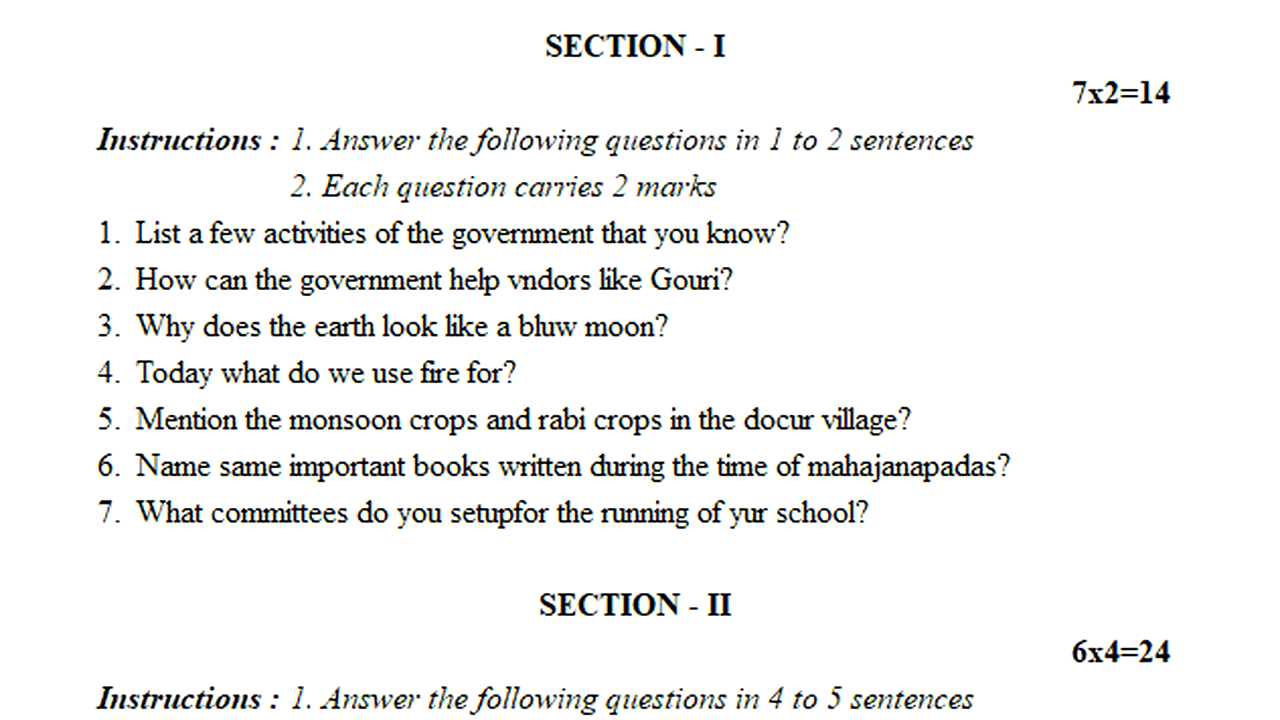 SECTION - I
7x2=14
Instructions : 1. Answer the following questions in 1 to 2 sentences
2. Each question carries 2 marks
1. List a few activities of the government that you know?
2. How can the government help vndors like Gouri?
3. Why does the earth look like a bluw moon?
4. Today what do we use fire for?
5. Mention the monsoon crops and rabi crops in the docur village?
6. Name same important books written during the time of mahajanapadas?
7. What committees do you setupfor the running of yur school?
SECTION - II
6x4=24
Instructions : 1. Answer the following questions in 4 to 5 sentences